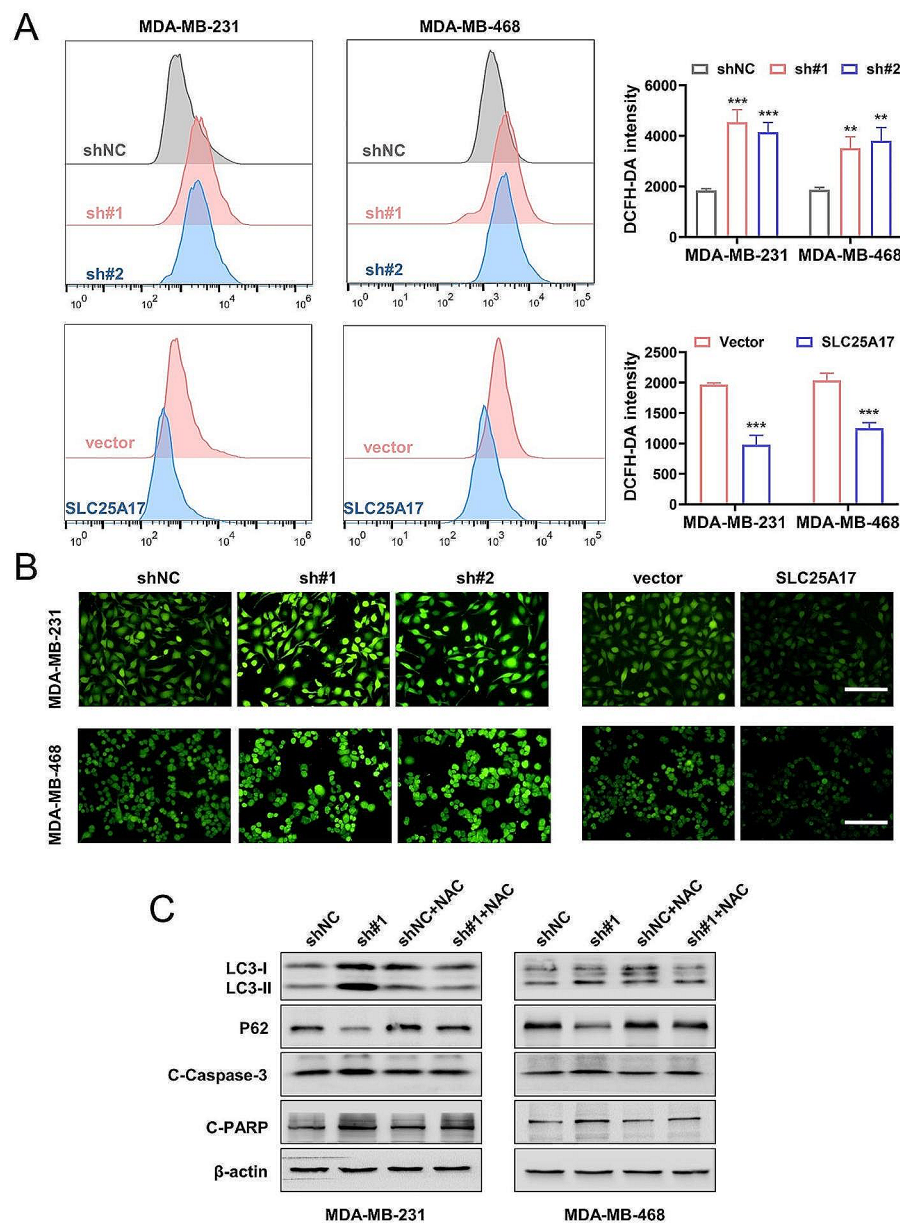 A
MDA-MB-231
MDA-MB-468
shNC
sh#1
sh#2
10^0 10^2 10^4 10^6
shNC
sh#1
sh#2
10^0 10^1 10^2 10^3 10^4 10^5
shNC sh#1 sh#2
DCFH-DA intensity
6000
4000
2000
0
*** *** ** **
MDA-MB-231 MDA-MB-468
vector
SLC25A17
10^0 10^2 10^4 10^6
vector
SLC25A17
10^0 10^1 10^2 10^3 10^4 10^5
Vector SLC25A17
DCFH-DA intensity
2500
2000
1500
1000
500
0
*** ***
MDA-MB-231 MDA-MB-468
B
shNC sh#1 sh#2 vector SLC25A17
MDA-MB-231
MDA-MB-468
C
shNC sh#1 shNC+NAC sh#1+NAC
shNC sh#1 shNC+NAC sh#1+NAC
LC3-I
LC3-II
P62
C-Caspase-3
C-PARP
β-actin
MDA-MB-231 MDA-MB-468